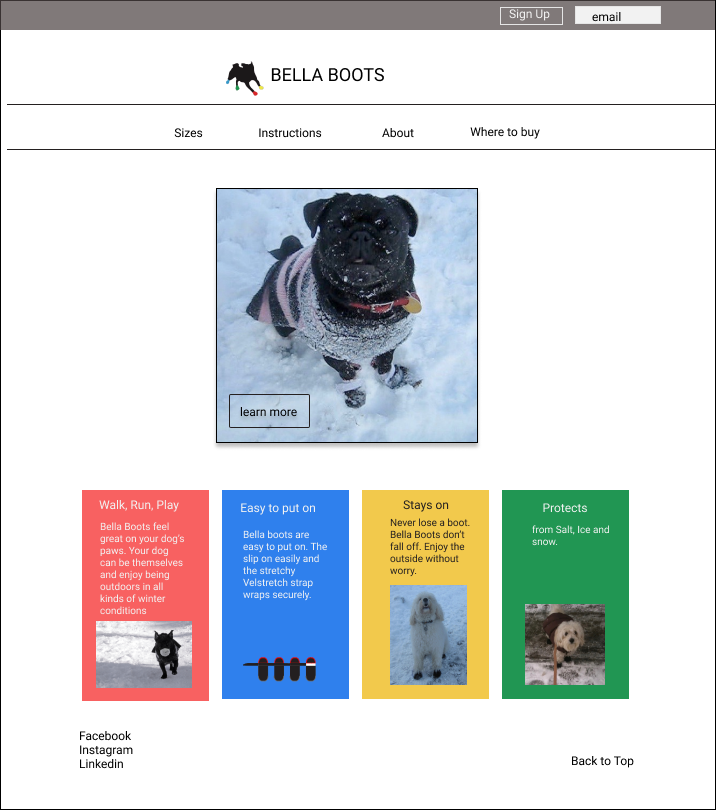 Sign Up
email
BELLA BOOTS
Sizes
Instructions
About
Where to buy
learn more
Walk, Run, Play
Bella Boots feel
great on your dog's
paws. Your dog
can be themselves
and enjoy being
outdoors in all
kinds of winter
conditions
Easy to put on
Bella boots are
easy to put on. The
slip on easily and
the stretchy
Velstretch strap
wraps securely.
Stays on
Never lose a boot.
Bella Boots don't
fall off. Enjoy the
outside without
worry.
Protects
from Salt, Ice and
snow.
Facebook
Instagram
Linkedin
Back to Top